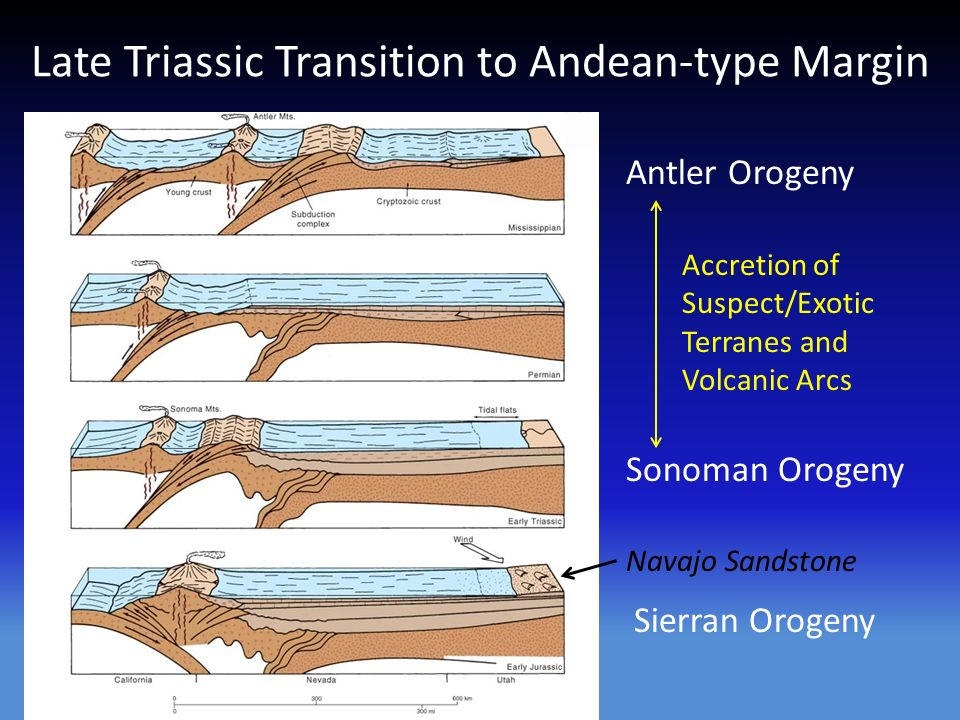 Late Triassic Transition to Andean-type Margin
Antler Mts.
Young crust
Subduction
complex
Cryptozoic crust
Mississippian
Antler Orogeny
Accretion of
Suspect/Exotic
Terranes and
Volcanic Arcs
Permian
Sonoma Mts.
Tidal flats
Early Triassic
Sonoman Orogeny
Wind
Navajo Sandstone
Sierran Orogeny
Early Jurassic
California
Nevada
Utah
0 300 600 km
0 300 mi